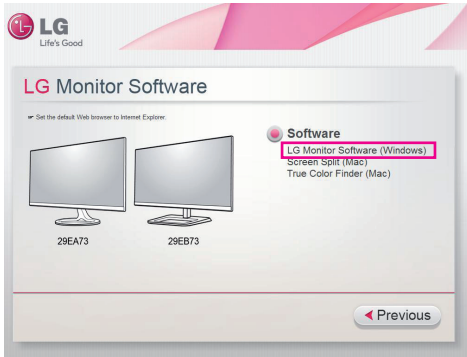 LG
Life's Good
LG Monitor Software
☞ Set the default Web browser to Internet Explorer.
Software
LG Monitor Software (Windows)
Screen Split (Mac)
True Color Finder (Mac)
29EA73
29EB73
Previous